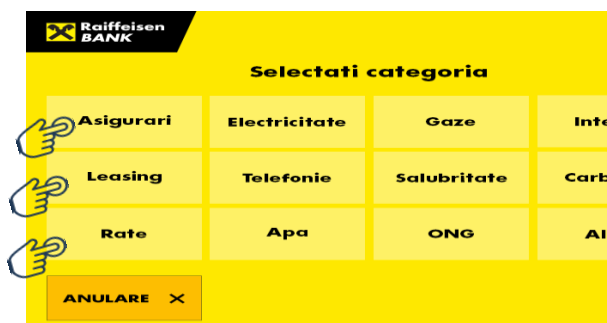 Raiffeisen
BANK
Selectati categoria
Asigurari Electricitate Gaze
Leasing Telefonie Salubritate
Rate Apa ONG
ANULARE X